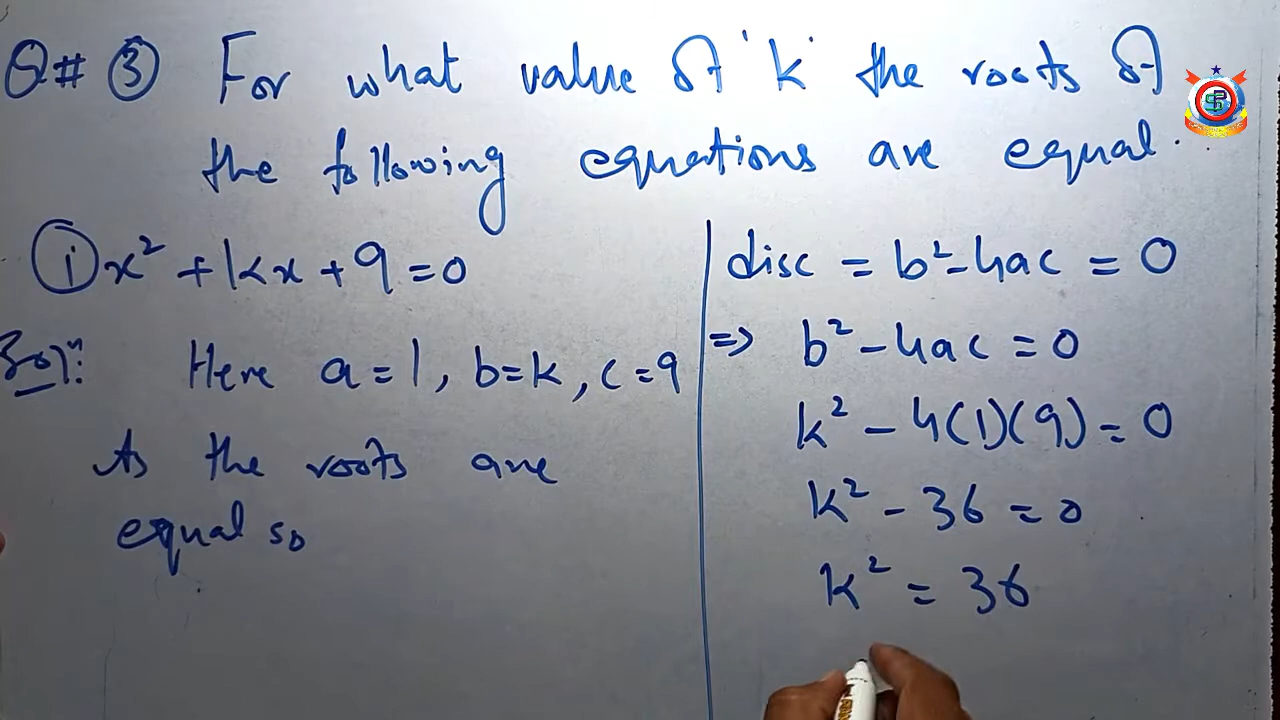 Q# ③ For what value of 'k' the roots of
the following equations are equal.
ⓘ x² + kx + 9 = 0
Sol<sup>n</sup>: Here a = 1, b = k, c = 9
As the roots are
equal so
disc = b² - 4ac = 0
⇒ b² - 4ac = 0
k² - 4(1)(9) = 0
k² - 36 = 0
k² = 36